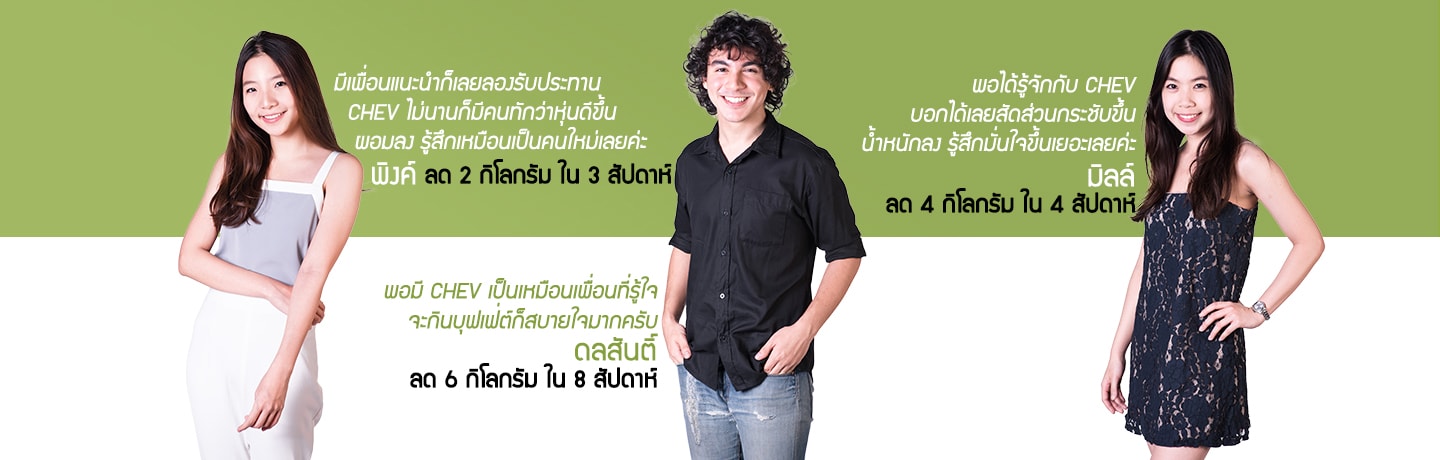 มีเพื่อนแนะนำก็เลยลองรับประทาน
CHEV ไม่นานก็มีคนทักว่าหุ่นดีขึ้น
ผอมลง รู้สึกเหมือนเป็นคนใหม่เลยค่ะ
พิงค์ ลด 2 กิโลกรัม ใน 3 สัปดาห์
พอมี CHEV เป็นเหมือนเพื่อนที่รู้ใจ
จะกินบุฟเฟ่ต์ก็สบายใจมากครับ
ดลสันติ์
ลด 6 กิโลกรัม ใน 8 สัปดาห์
พอได้รู้จักกับ CHEV
บอกได้เลยสัดส่วนกระชับขึ้น
น้ำหนักลง รู้สึกมั่นใจขึ้นเยอะเลยค่ะ
มิลล์
ลด 4 กิโลกรัม ใน 4 สัปดาห์